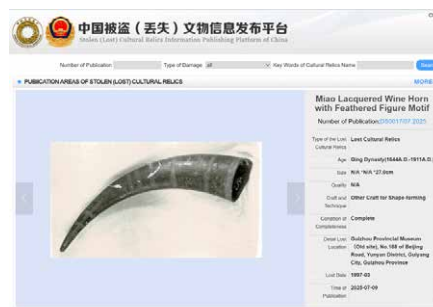 中国被盗（丢失）文物信息发布平台
Stolen (Lost) Cultural Relics Information Publishing Platform of China
Number of Publication
Type of Damage all
Key Words of Cultural Relics Name
PUBICATION AREAS OF STOLEN (LOST) CULTURAL RELICS
MORE
Miao Lacquered Wine Horn
with Feathered Figure Motif
Number of Publication:
Type of the Lost Cultural Relics Lost Cultural Relics
Age Qing Dynasty(1644A.D.-1911A.D.)
Size N/A *N/A *27.0cm
Quality N/A
Craft and Technique Other Craft for Shape-forming
Condition of Completeness Complete
Detail Lost Location Guizhou Provincial Museum
(Old site), No.168 of Beijing
Road, Yunyan District, Guiyang
City, Guizhou Province
Lost Date 1997-03
Time of Publication 2025-07-09